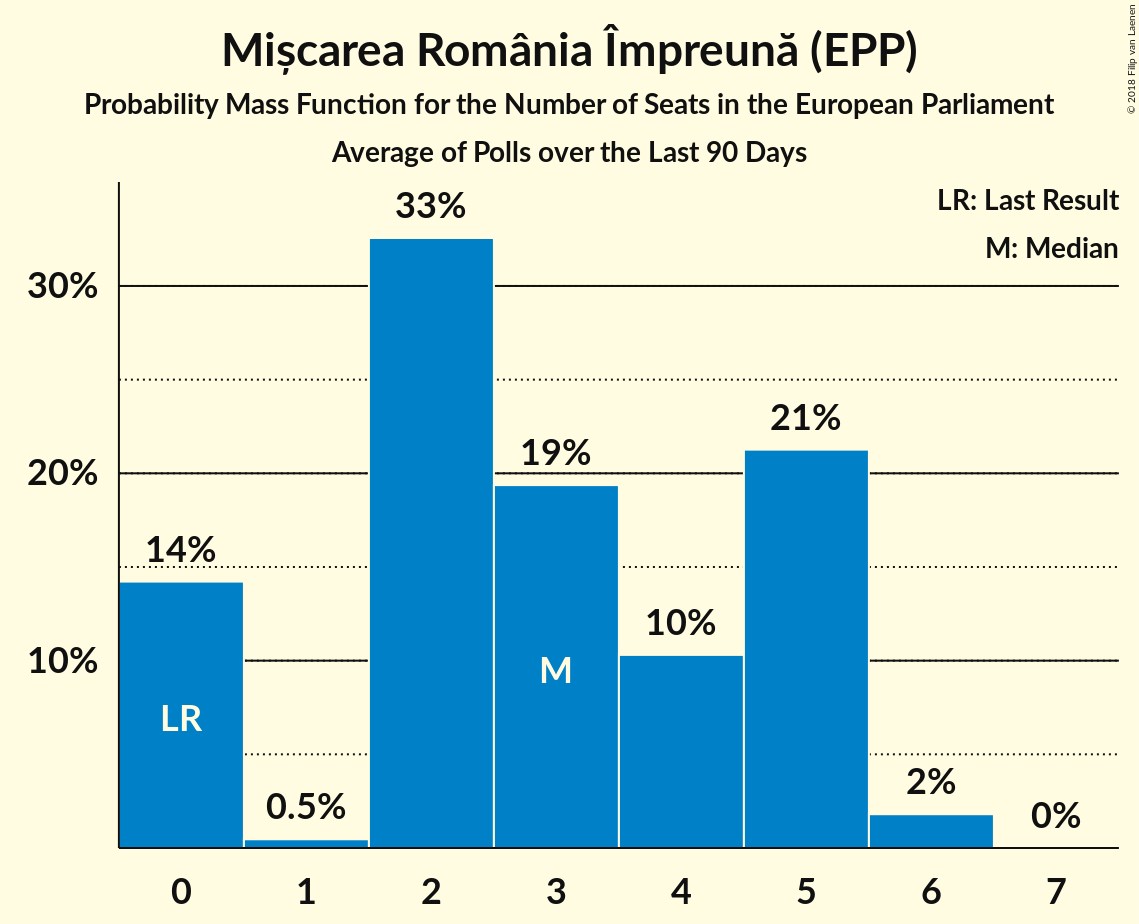 Mișcarea România Împreună (EPP)
Probability Mass Function for the Number of Seats in the European Parliament
Average of Polls over the Last 90 Days
© 2018 Filip van Laenen
LR: Last Result
M: Median
33%
30%
21%
19%
20%
14%
10%
10%
M
LR
2%
0.5%
0%
0 1 2 3 4 5 6 7